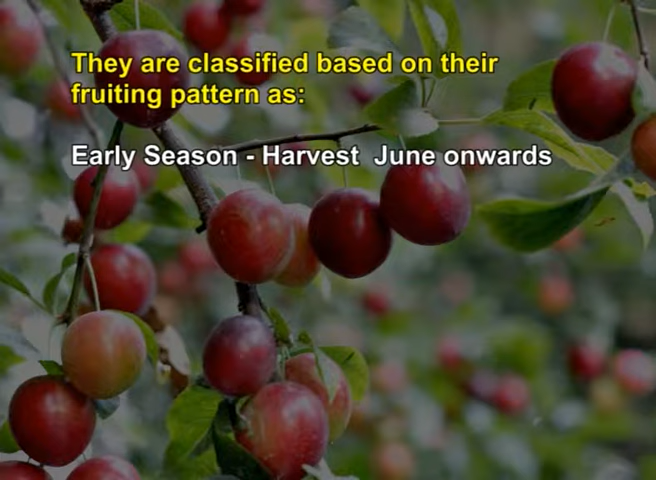 They are classified based on their
fruiting pattern as:
Early Season - Harvest  June onwards